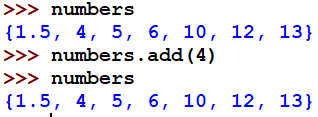 >>> numbers
{1.5, 4, 5, 6, 10, 12, 13}
>>> numbers.add(4)
>>> numbers
{1.5, 4, 5, 6, 10, 12, 13}